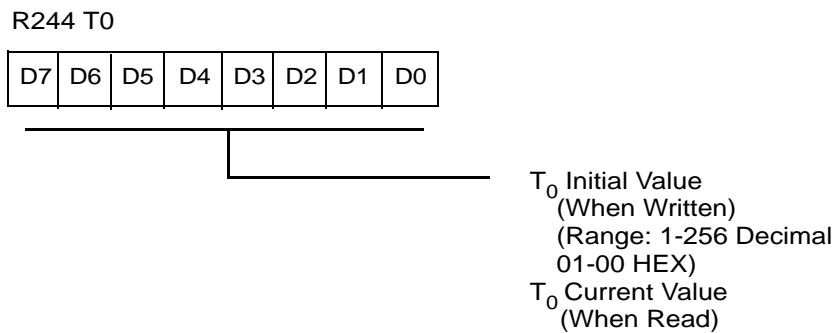 R244 T0
D7 D6 D5 D4 D3 D2 D1 D0
T0 Initial Value
(When Written)
(Range: 1-256 Decimal
01-00 HEX)
T0 Current Value
(When Read)